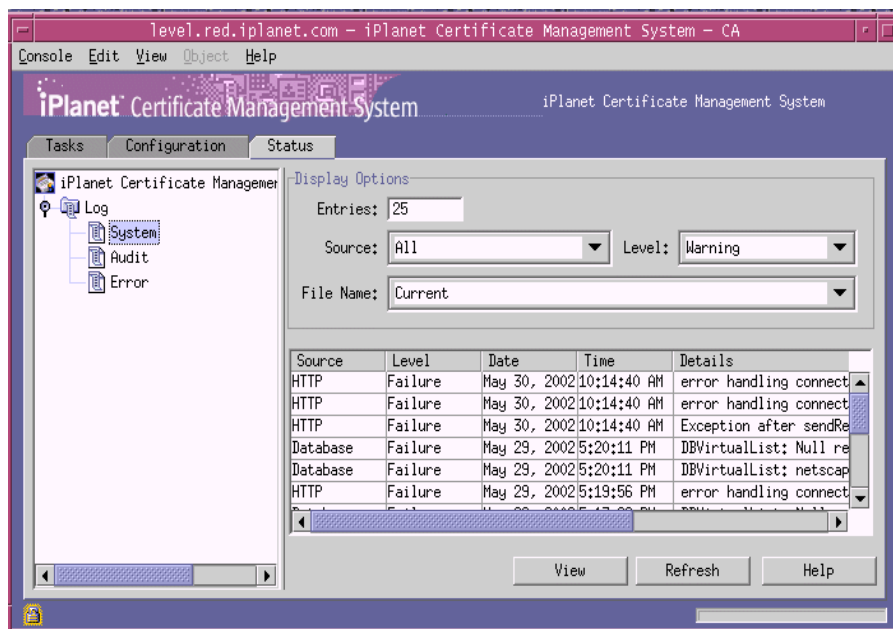 level.red.iplanet.com – iPlanet Certificate Management System – CA
Console Edit View Object Help
iPlanet Certificate Management System
iPlanet Certificate Management System
Tasks Configuration Status
iPlanet Certificate Managemer
Log
System
Audit
Error
Display Options
Entries: 25
Source: All Level: Warning
File Name: Current
Source Level Date Time Details
HTTP Failure May 30, 2002 10:14:40 AM error handling connect
HTTP Failure May 30, 2002 10:14:40 AM error handling connect
HTTP Failure May 30, 2002 10:14:40 AM Exception after sendRe
Database Failure May 29, 2002 5:20:11 PM DBVirtualList: Null re
Database Failure May 29, 2002 5:20:11 PM DBVirtualList: netscap
HTTP Failure May 29, 2002 5:19:56 PM error handling connect
View Refresh Help